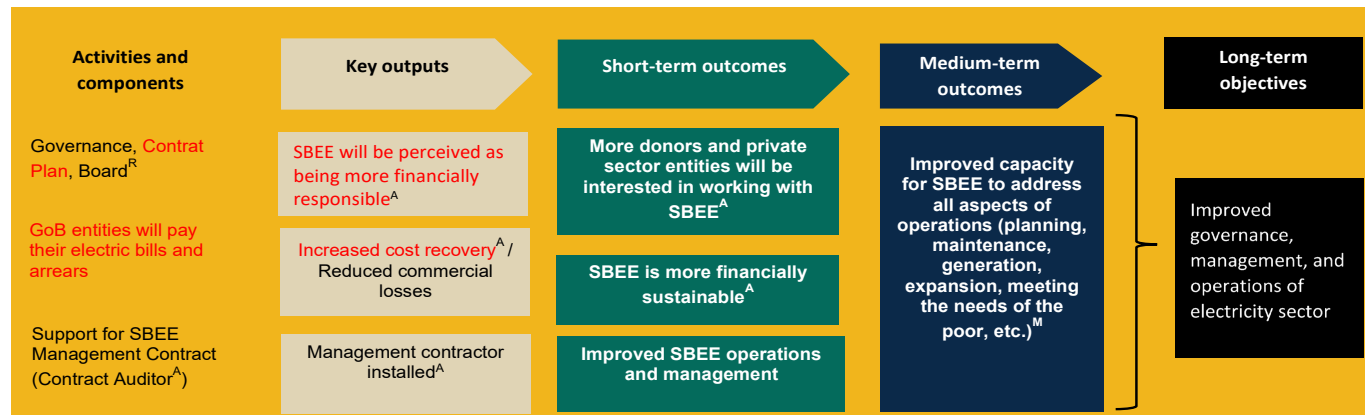 Activities and
components
Key outputs
Short-term outcomes
Medium-term
outcomes
Long-term
objectives
Governance, Contrat
Plan, Board^R
GoB entities will pay
their electric bills and
arrears
Support for SBEE
Management Contract
(Contract Auditor^A)
SBEE will be perceived as
being more financially
responsible^A
Increased cost recovery^A /
Reduced commercial
losses
Management contractor
installed^A
More donors and private
sector entities will be
interested in working with
SBEE^A
SBEE is more financially
sustainable^A
Improved SBEE operations
and management
Improved capacity
for SBEE to address
all aspects of
operations (planning,
maintenance,
generation,
expansion, meeting
the needs of the
poor, etc.)^M
Improved
governance,
management, and
operations of
electricity sector